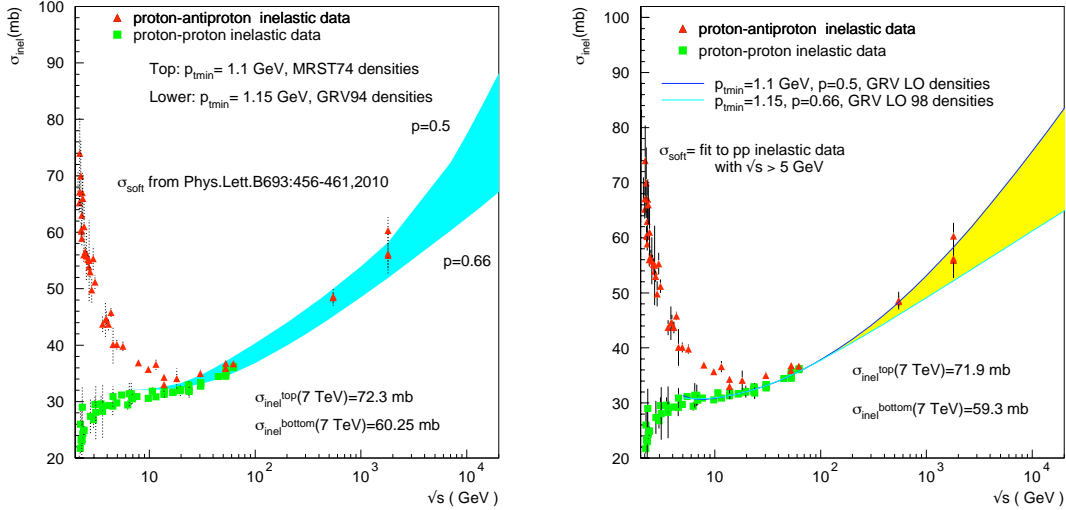 σinel(mb)
100
90
80
70
60
50
40
30
20
proton-antiproton inelastic data
proton-proton inelastic data
Top: ptmin= 1.1 GeV, MRST74 densities
Lower: ptmin= 1.15 GeV, GRV94 densities
p=0.5
σsoft from Phys.Lett.B693:456-461,2010
p=0.66
σinel^top(7 TeV)=72.3 mb
σinel^bottom(7 TeV)=60.25 mb
10 10² 10³ 10⁴
√s ( GeV )
σinel(mb)
100
90
80
70
60
50
40
30
20
proton-antiproton inelastic data
proton-proton inelastic data
ptmin=1.1 GeV, p=0.5, GRV LO densities
ptmin=1.15, p=0.66, GRV LO 98 densities
σsoft= fit to pp inelastic data
with √s > 5 GeV
σinel^top(7 TeV)=71.9 mb
σinel^bottom(7 TeV)=59.3 mb
10 10² 10³ 10⁴
√s ( GeV )